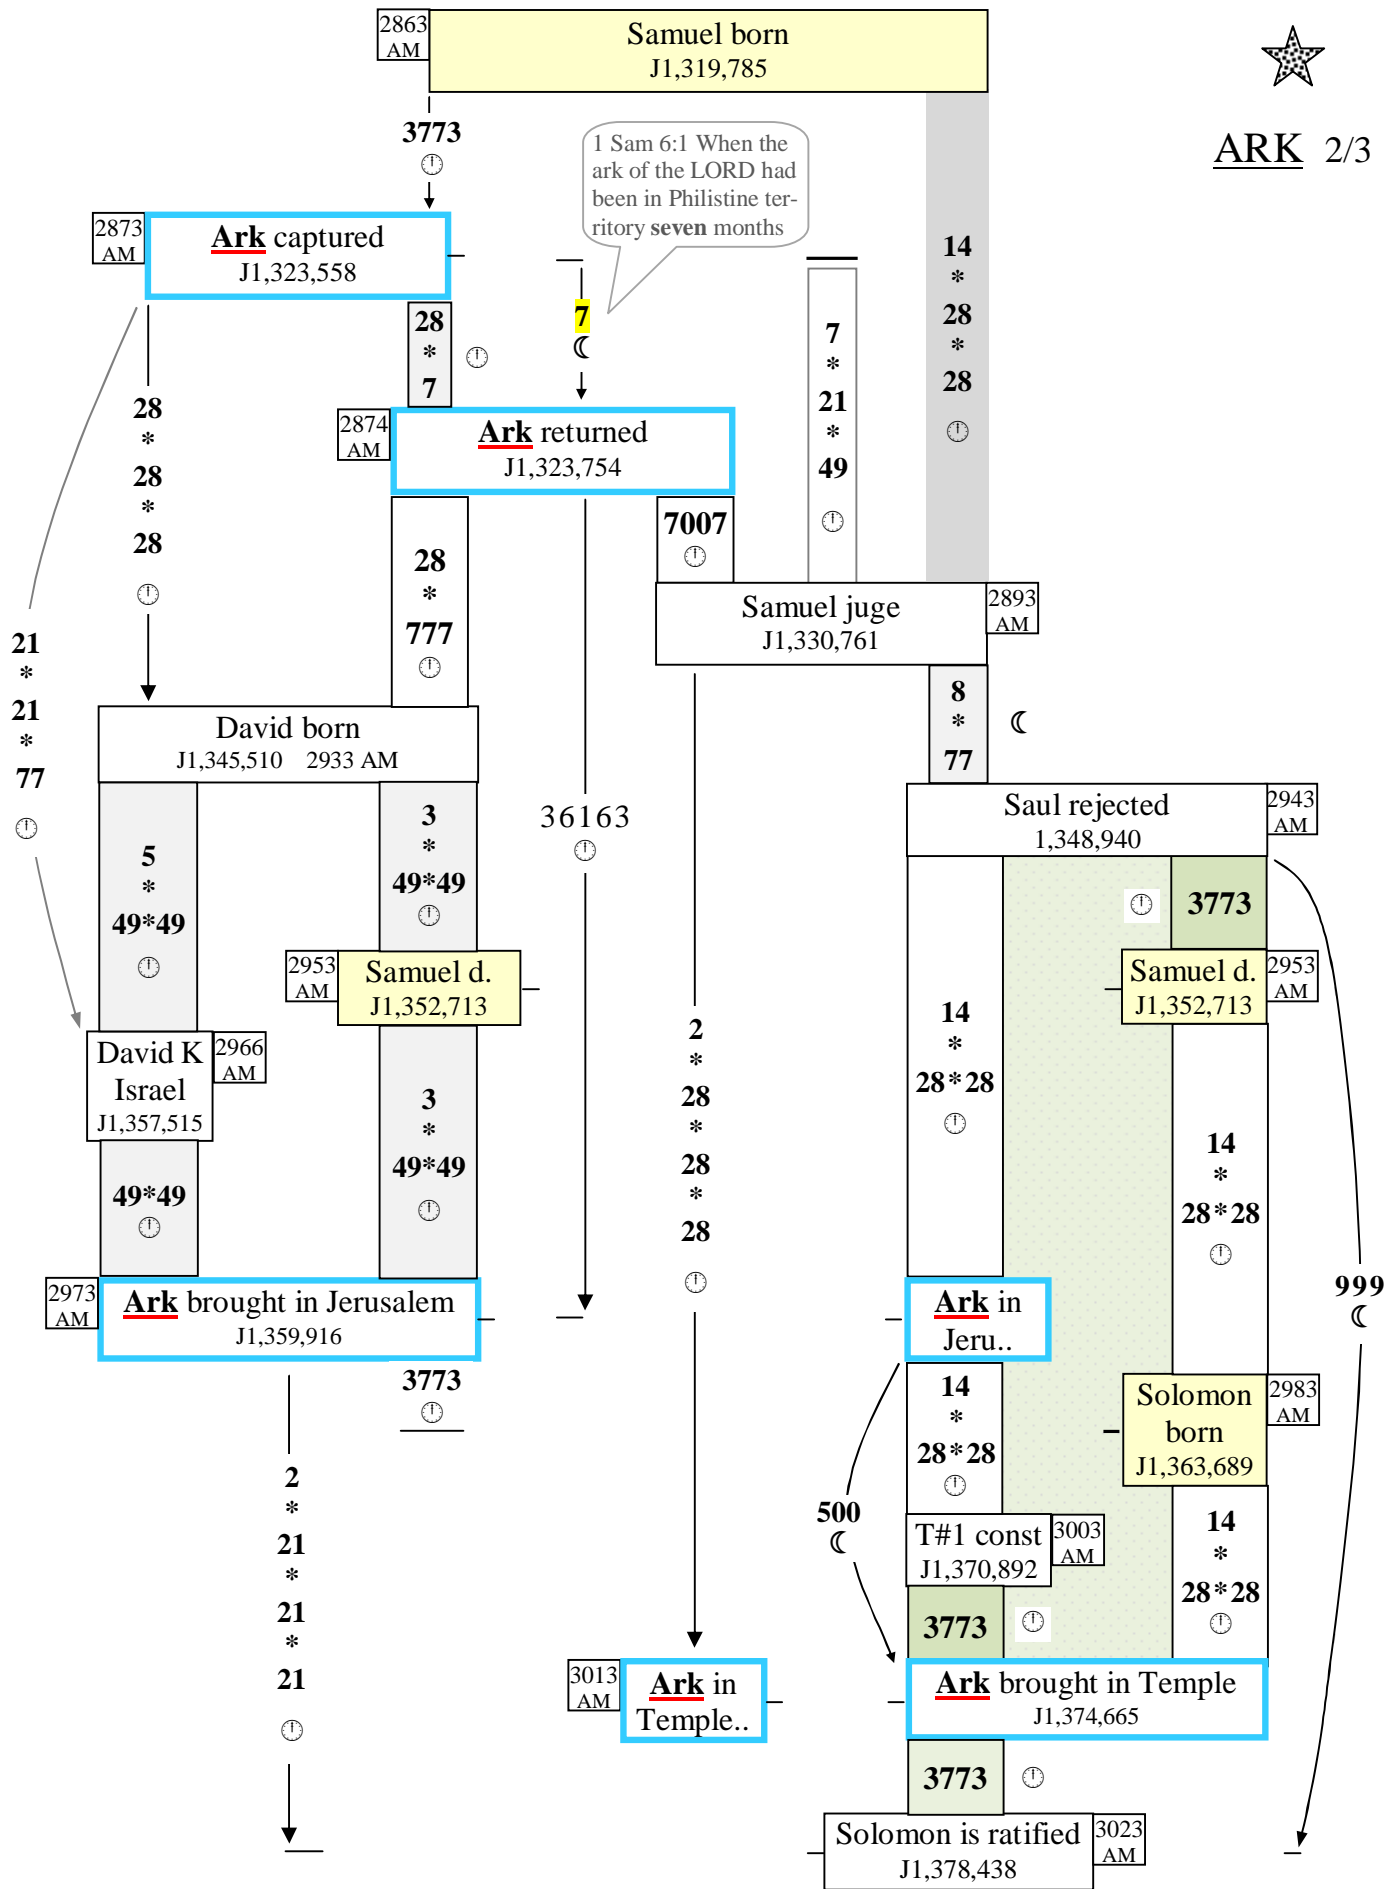 2863
AM
Samuel born
J1,319,785
ARK 2/3
3773
1 Sam 6:1 When the
ark of the LORD had
been in Philistine ter-
ritory seven months
2873
AM
Ark captured
J1,323,558
28
*
7
7
7
*
21
*
49
14
*
28
*
28
28
*
28
*
28
2874
AM
Ark returned
J1,323,754
28
*
777
7007
Samuel juge
J1,330,761
2893
AM
21
*
21
*
77
David born
J1,345,510 2933 AM
8
*
77
36163
Saul rejected
1,348,940
2943
AM
5
*
49*49
3
*
49*49
3773
2953
AM
Samuel d.
J1,352,713
Samuel d.
J1,352,713
2953
AM
David K
Israel
J1,357,515
2966
AM
3
*
49*49
2
*
28
*
28
*
28
14
*
28*28
14
*
28*28
49*49
999
2973
AM
Ark brought in Jerusalem
J1,359,916
Ark in
Jeru..
3773
14
*
28*28
Solomon
born
J1,363,689
2983
AM
2
*
21
*
21
*
21
500
T#1 const
J1,370,892
3003
AM
14
*
28*28
3773
3013
AM
Ark in
Temple..
Ark brought in Temple
J1,374,665
3773
Solomon is ratified
J1,378,438
3023
AM